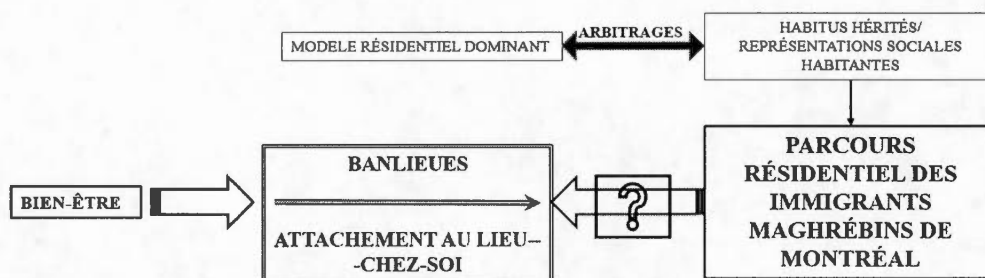 MODELE RÉSIDENTIEL DOMINANT
ARBITRAGES
HABITUS HÉRITÉS/
REPRÉSENTATIONS SOCIALES
HABITANTES
BIEN-ÊTRE
BANLIEUES
ATTACHEMENT AU LIEU–
-CHEZ-SOI
?
PARCOURS
RÉSIDENTIEL DES
IMMIGRANTS
MAGHRÉBINS DE
MONTRÉAL